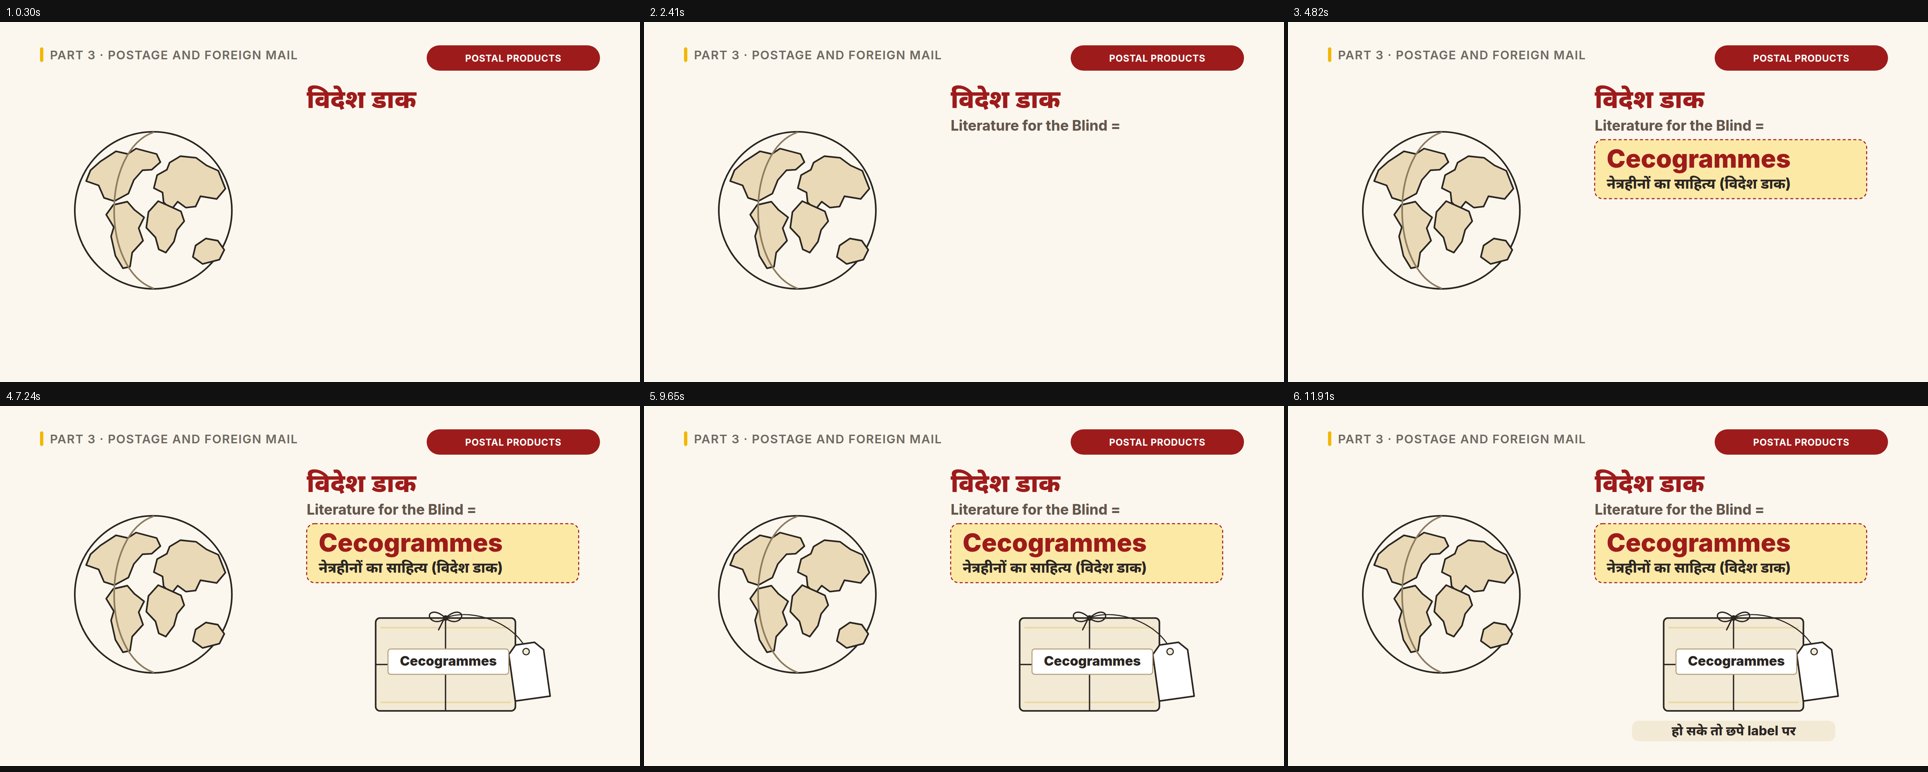 1. 0.30s
PART 3 · POSTAGE AND FOREIGN MAIL
POSTAL PRODUCTS
विदेश डाक
2. 2.41s
PART 3 · POSTAGE AND FOREIGN MAIL
POSTAL PRODUCTS
विदेश डाक
Literature for the Blind =
3. 4.82s
PART 3 · POSTAGE AND FOREIGN MAIL
POSTAL PRODUCTS
विदेश डाक
Literature for the Blind =
Cecogrammes
नेत्रहीनों का साहित्य (विदेश डाक)
4. 7.24s
PART 3 · POSTAGE AND FOREIGN MAIL
POSTAL PRODUCTS
विदेश डाक
Literature for the Blind =
Cecogrammes
नेत्रहीनों का साहित्य (विदेश डाक)
Cecogrammes
5. 9.65s
PART 3 · POSTAGE AND FOREIGN MAIL
POSTAL PRODUCTS
विदेश डाक
Literature for the Blind =
Cecogrammes
नेत्रहीनों का साहित्य (विदेश डाक)
Cecogrammes
6. 11.91s
PART 3 · POSTAGE AND FOREIGN MAIL
POSTAL PRODUCTS
विदेश डाक
Literature for the Blind =
Cecogrammes
नेत्रहीनों का साहित्य (विदेश डाक)
Cecogrammes
हो सके तो छपे label पर